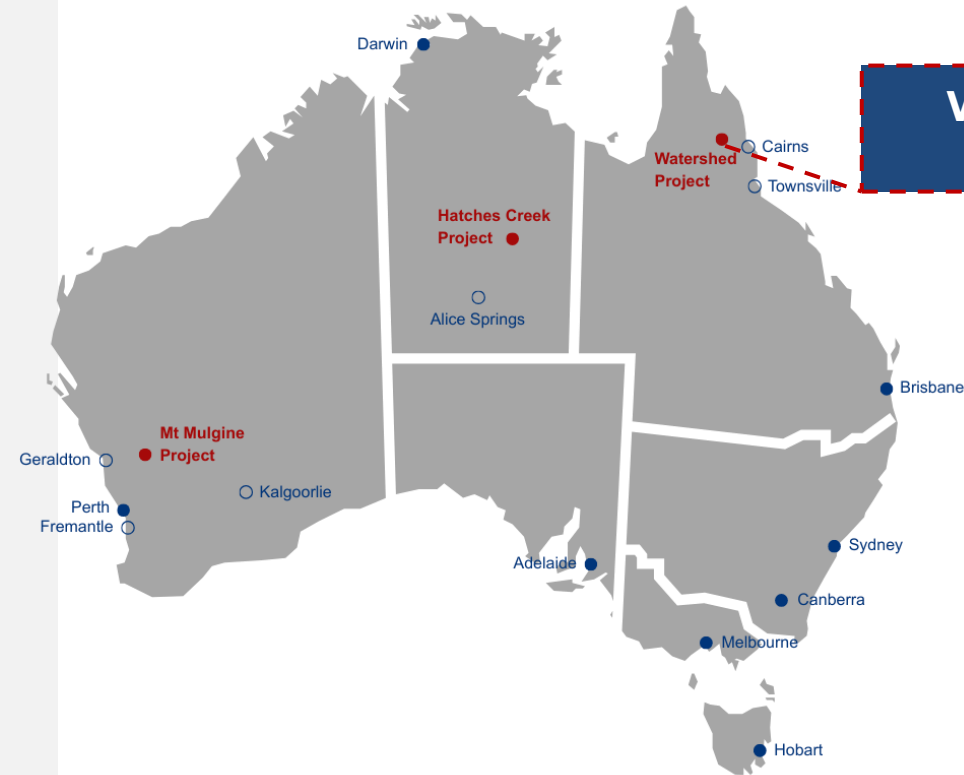 Darwin
Cairns
Watershed
Project
Townsville
Hatches Creek
Project
Alice Springs
Brisbane
Mt Mulgine
Project
Geraldton
Kalgoorlie
Perth
Fremantle
Sydney
Adelaide
Canberra
Melbourne
Hobart